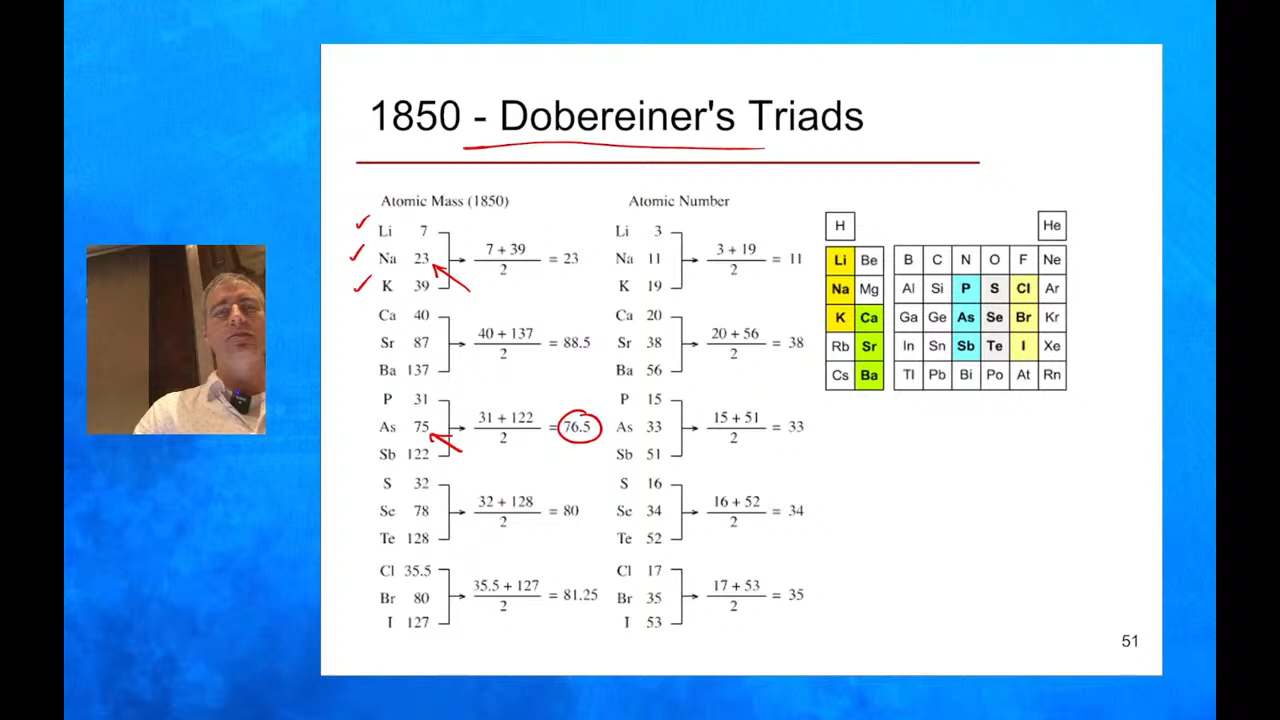 1850 - Dobereiner's Triads
Atomic Mass (1850)
Li 7
Na 23
K 39
7 + 39
2
= 23
Ca 40
Sr 87
Ba 137
40 + 137
2
= 88.5
P 31
As 75
Sb 122
31 + 122
2
= 76.5
S 32
Se 78
Te 128
32 + 128
2
= 80
Cl 35.5
Br 80
I 127
35.5 + 127
2
= 81.25
Atomic Number
Li 3
Na 11
K 19
3 + 19
2
= 11
Ca 20
Sr 38
Ba 56
20 + 56
2
= 38
P 15
As 33
Sb 51
15 + 51
2
= 33
S 16
Se 34
Te 52
16 + 52
2
= 34
Cl 17
Br 35
I 53
17 + 53
2
= 35
H He
Li Be B C N O F Ne
Na Mg Al Si P S Cl Ar
K Ca Ga Ge As Se Br Kr
Rb Sr In Sn Sb Te I Xe
Cs Ba Tl Pb Bi Po At Rn
51